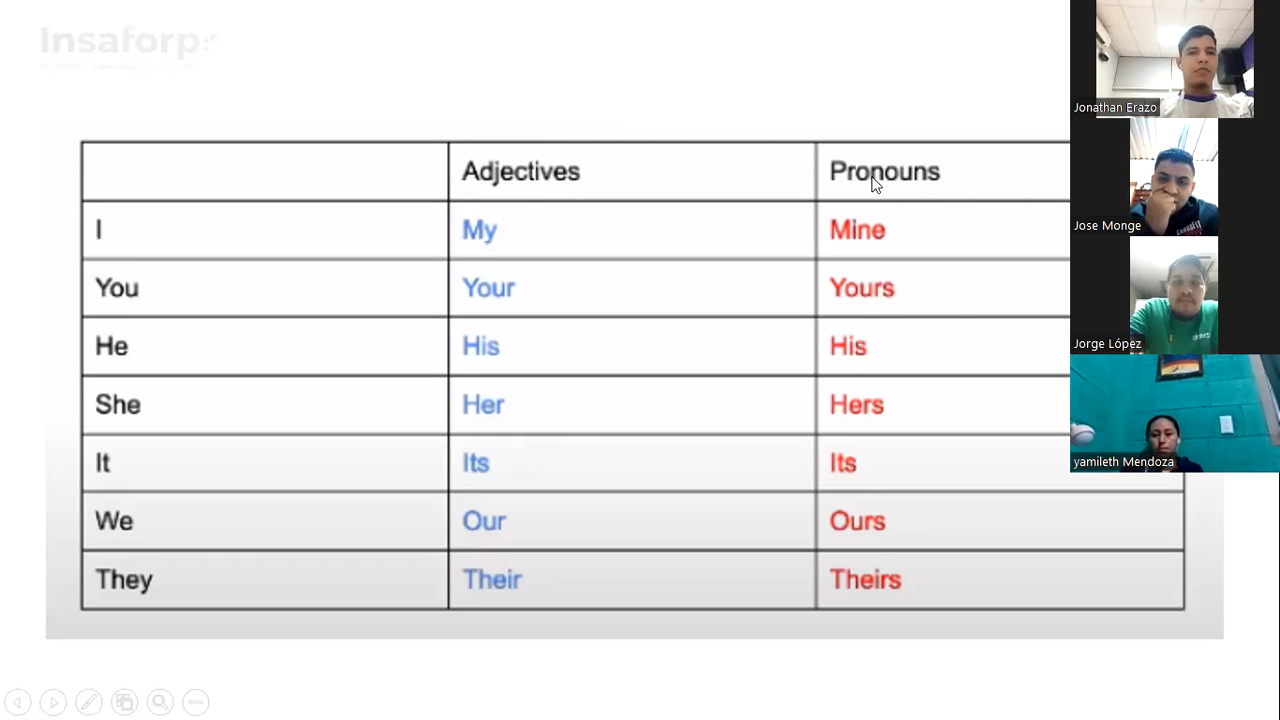 Insaforp
Adjectives Pronouns
I My Mine
You Your Yours
He His His
She Her Hers
It Its Its
We Our Ours
They Their Theirs
Jonathan Erazo
Jose Monge
Jorge López
yamileth Mendoza